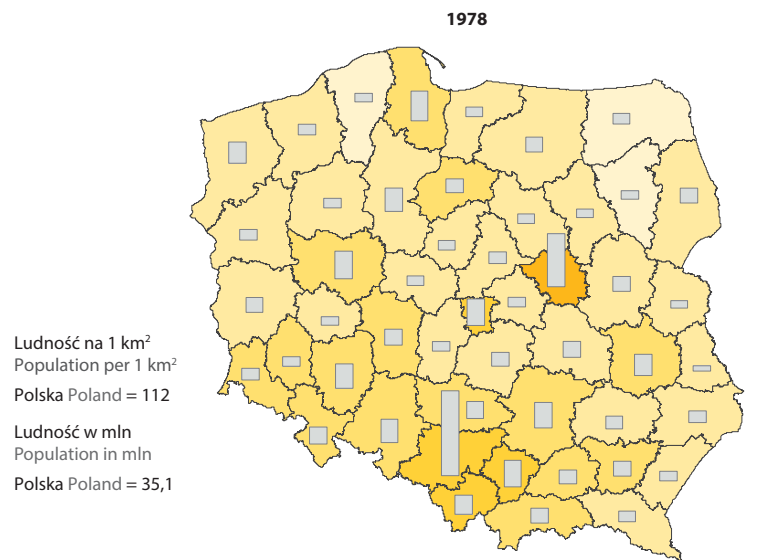 1978
Ludność na 1 km²
Population per 1 km²
Polska Poland = 112
Ludność w mln
Population in mln
Polska Poland = 35,1